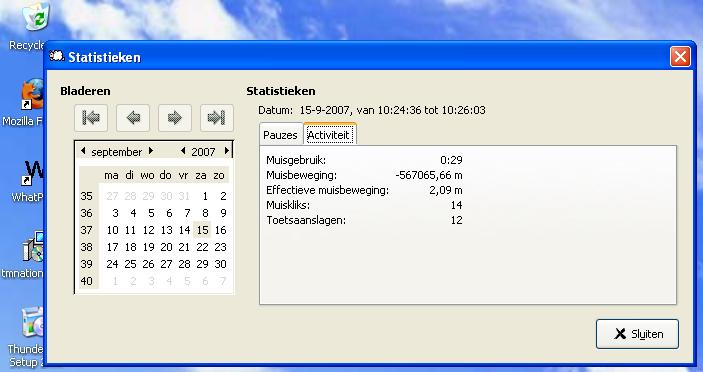 Statistieken
Bladeren
Statistieken
Datum: 15-9-2007, van 10:24:36 tot 10:26:03
Pauzes Activiteit
september 2007
ma di wo do vr za zo
35 27 28 29 30 31 1 2
36 3 4 5 6 7 8 9
37 10 11 12 13 14 15 16
38 17 18 19 20 21 22 23
39 24 25 26 27 28 29 30
40 1 2 3 4 5 6 7
Muisgebruik: 0:29
Muisbeweging: -567065,66 m
Effectieve muisbeweging: 2,09 m
Muiskliks: 14
Toetsaanslagen: 12
Sluiten
Recycle
Mozilla F
WhatP
tmnation
Thunde
Setup